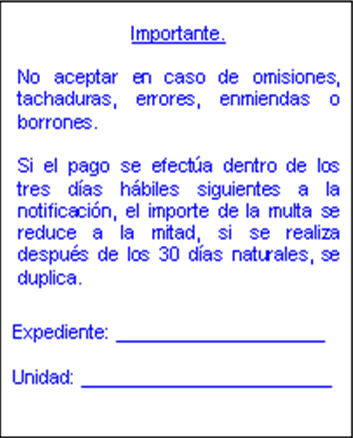 Importante.
No aceptar en caso de omisiones,
tachaduras, errores, enmiendas o
borrones.
Si el pago se efectúa dentro de los
tres días hábiles siguientes a la
notificación, el importe de la multa se
reduce a la mitad, si se realiza
después de los 30 días naturales, se
duplica.
Expediente: ____________________
Unidad: ________________________